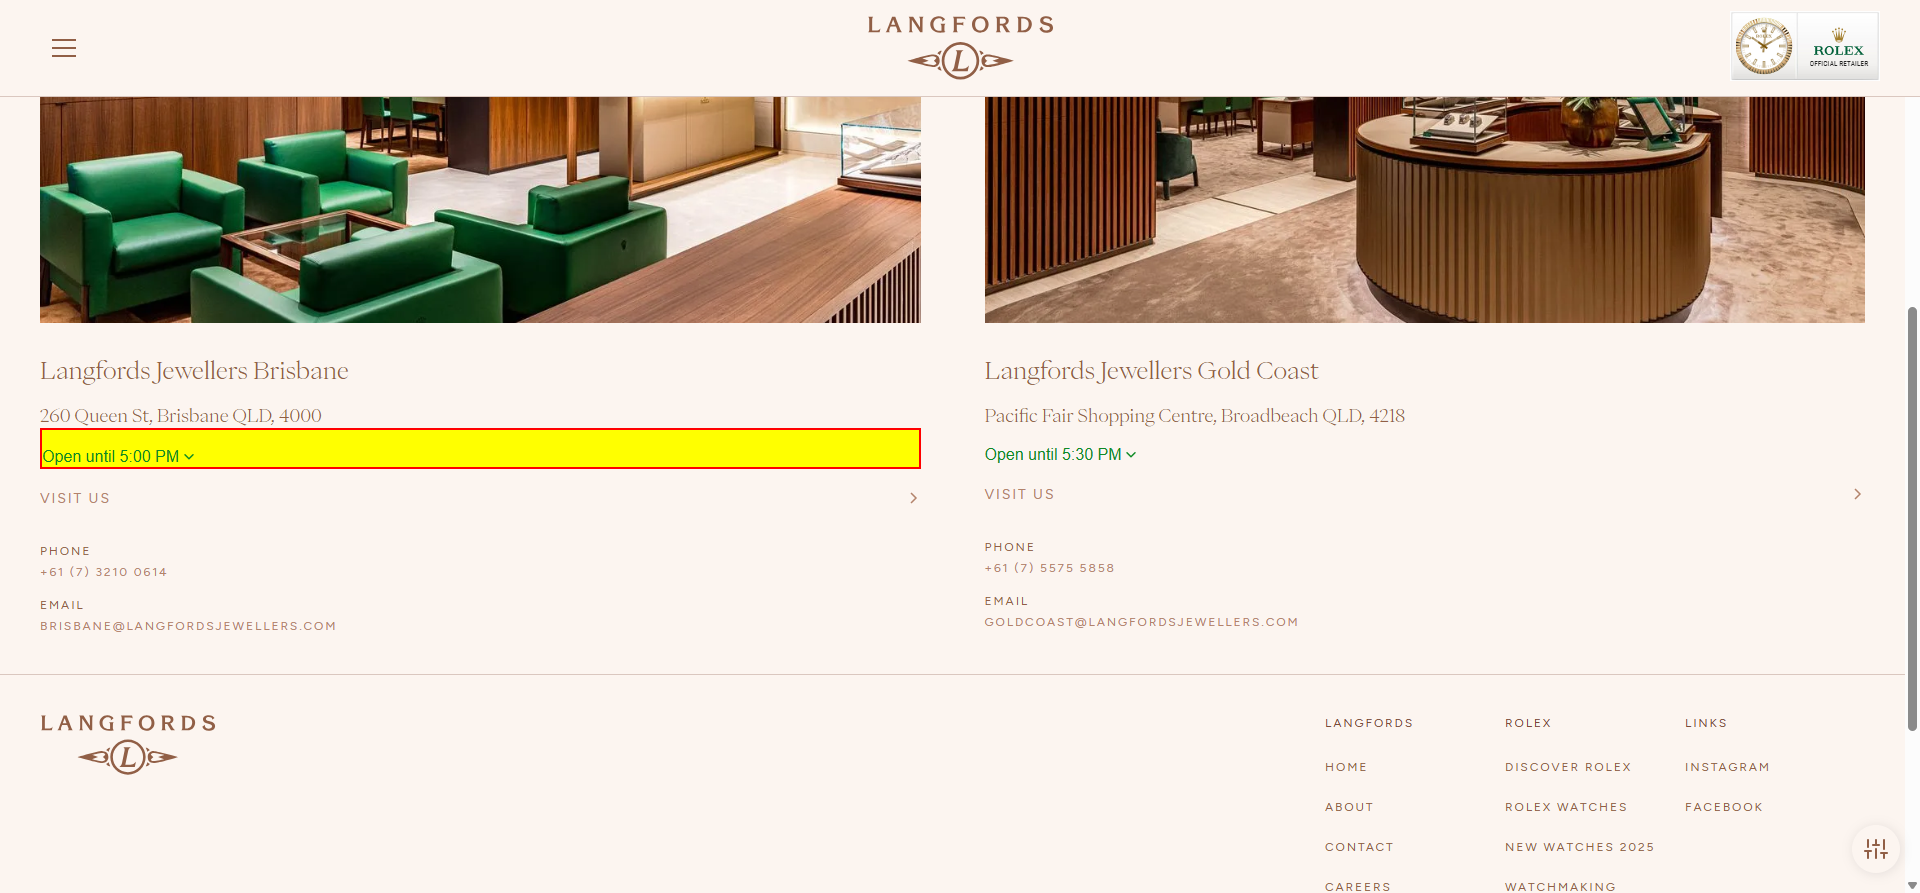 LANGFORDS
L
ROLEX
OFFICIAL RETAILER
Langfords Jewellers Brisbane
260 Queen St, Brisbane QLD, 4000
Open until 5:00 PM
VISIT US
PHONE
+61 (7) 3210 0614
EMAIL
BRISBANE@LANGFORDSJEWELLERS.COM
Langfords Jewellers Gold Coast
Pacific Fair Shopping Centre, Broadbeach QLD, 4218
Open until 5:30 PM
VISIT US
PHONE
+61 (7) 5575 5858
EMAIL
GOLDCOAST@LANGFORDSJEWELLERS.COM
LANGFORDS
L
LANGFORDS
HOME
ABOUT
CONTACT
CAREERS
ROLEX
DISCOVER ROLEX
ROLEX WATCHES
NEW WATCHES 2025
WATCHMAKING
LINKS
INSTAGRAM
FACEBOOK